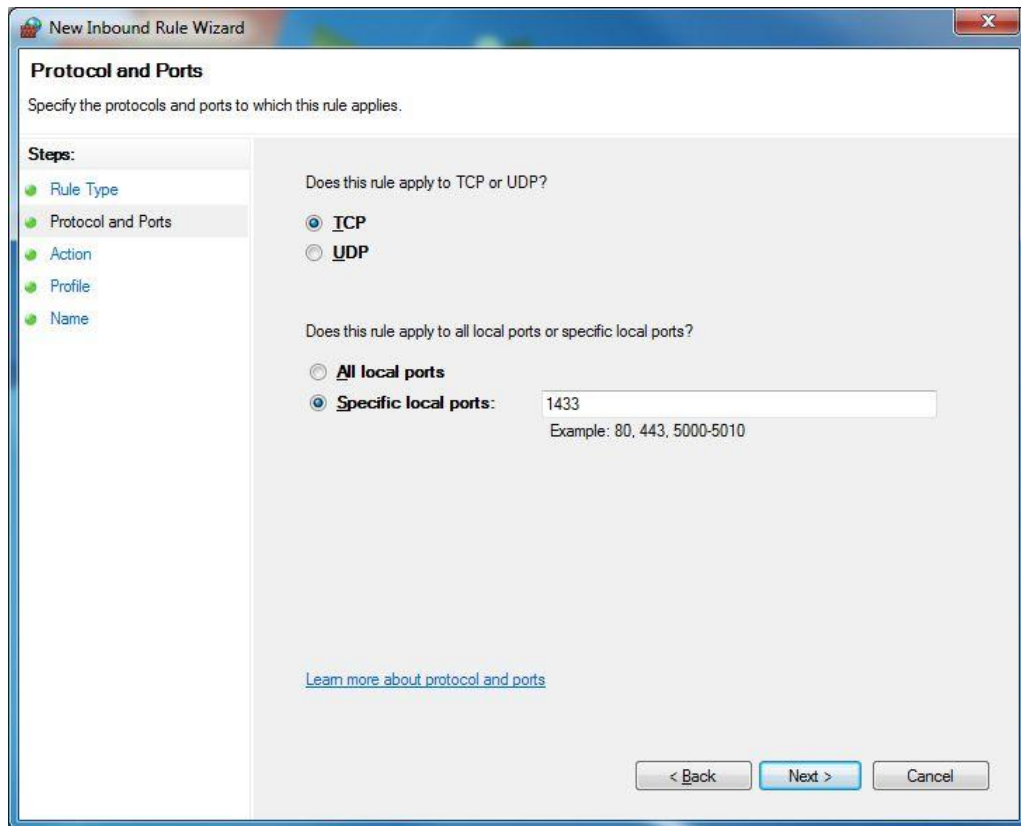 New Inbound Rule Wizard
Protocol and Ports
Specify the protocols and ports to which this rule applies.
Steps:
Rule Type
Protocol and Ports
Action
Profile
Name
Does this rule apply to TCP or UDP?
TCP
UDP
Does this rule apply to all local ports or specific local ports?
All local ports
Specific local ports: 1433
Example: 80, 443, 5000-5010
Learn more about protocol and ports
< Back Next > Cancel